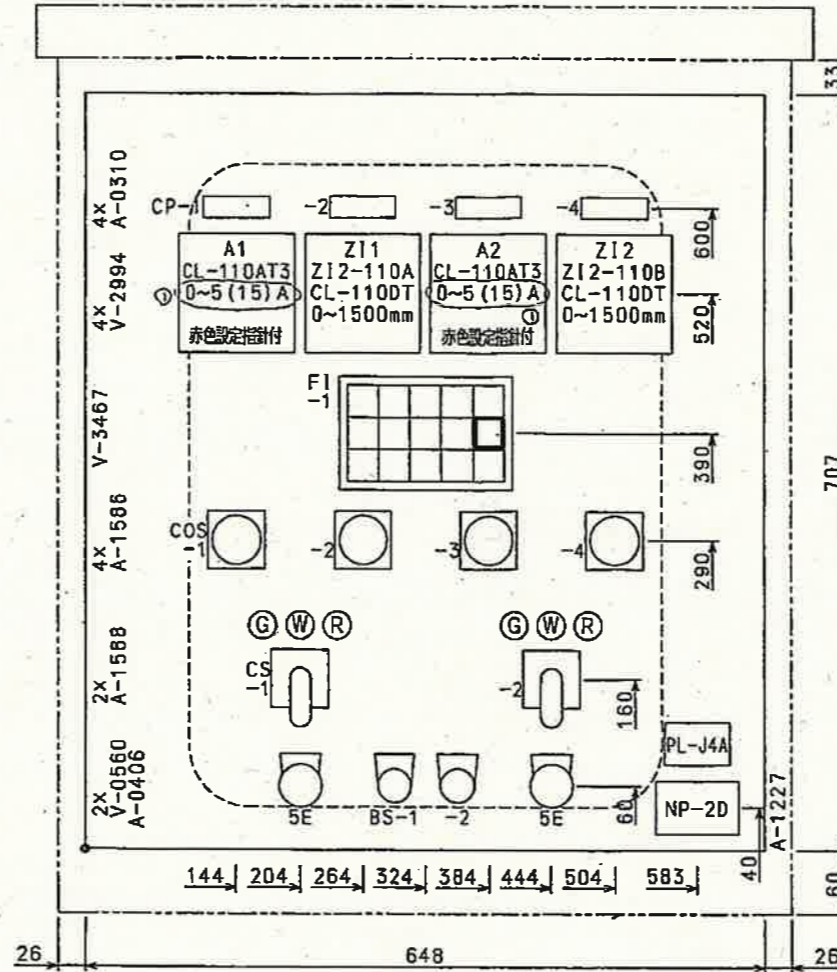 33
4×
A-0310
CP-1
-2
-3
-4
600
4×
V-2994
A1
CL-110AT3
① 0~5(15)A
赤色設定指針付
ZI1
ZI2-110A
CL-110DT
0~1500mm
A2
CL-110AT3
0~5(15)A
①
赤色設定指針付
ZI2
ZI2-110B
CL-110DT
0~1500mm
520
V-3467
FI
-1
390
707
4×
A-1586
COS
-1
-2
-3
-4
290
2×
A-1588
G W R
G W R
CS
-1
-2
160
PL-J4A
2×
V-0560
A-0406
5E
BS-1
-2
5E
60
NP-2D
A-1227
144
204
264
324
384
444
504
583
40
60
26
648
26